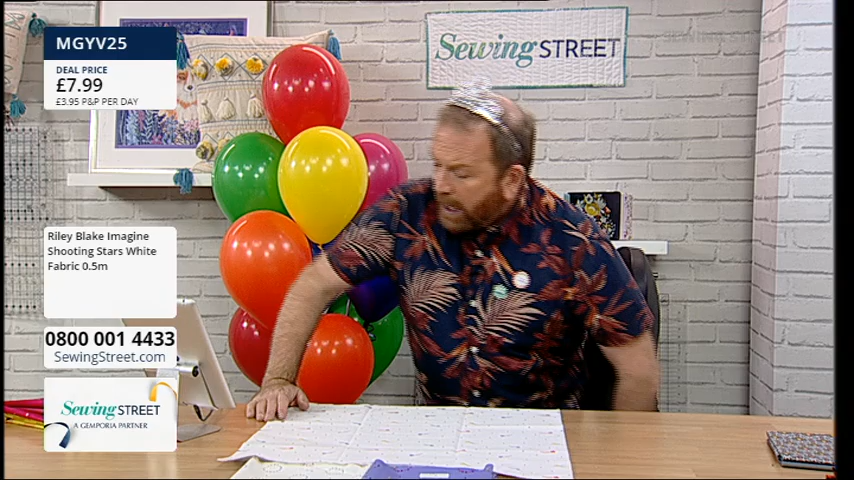 MGYV25
DEAL PRICE
£7.99
£3.95 P&P PER DAY
Sewing STREET
Riley Blake Imagine
Shooting Stars White
Fabric 0.5m
0800 001 4433
SewingStreet.com
Sewing STREET
A GEMPORIA PARTNER